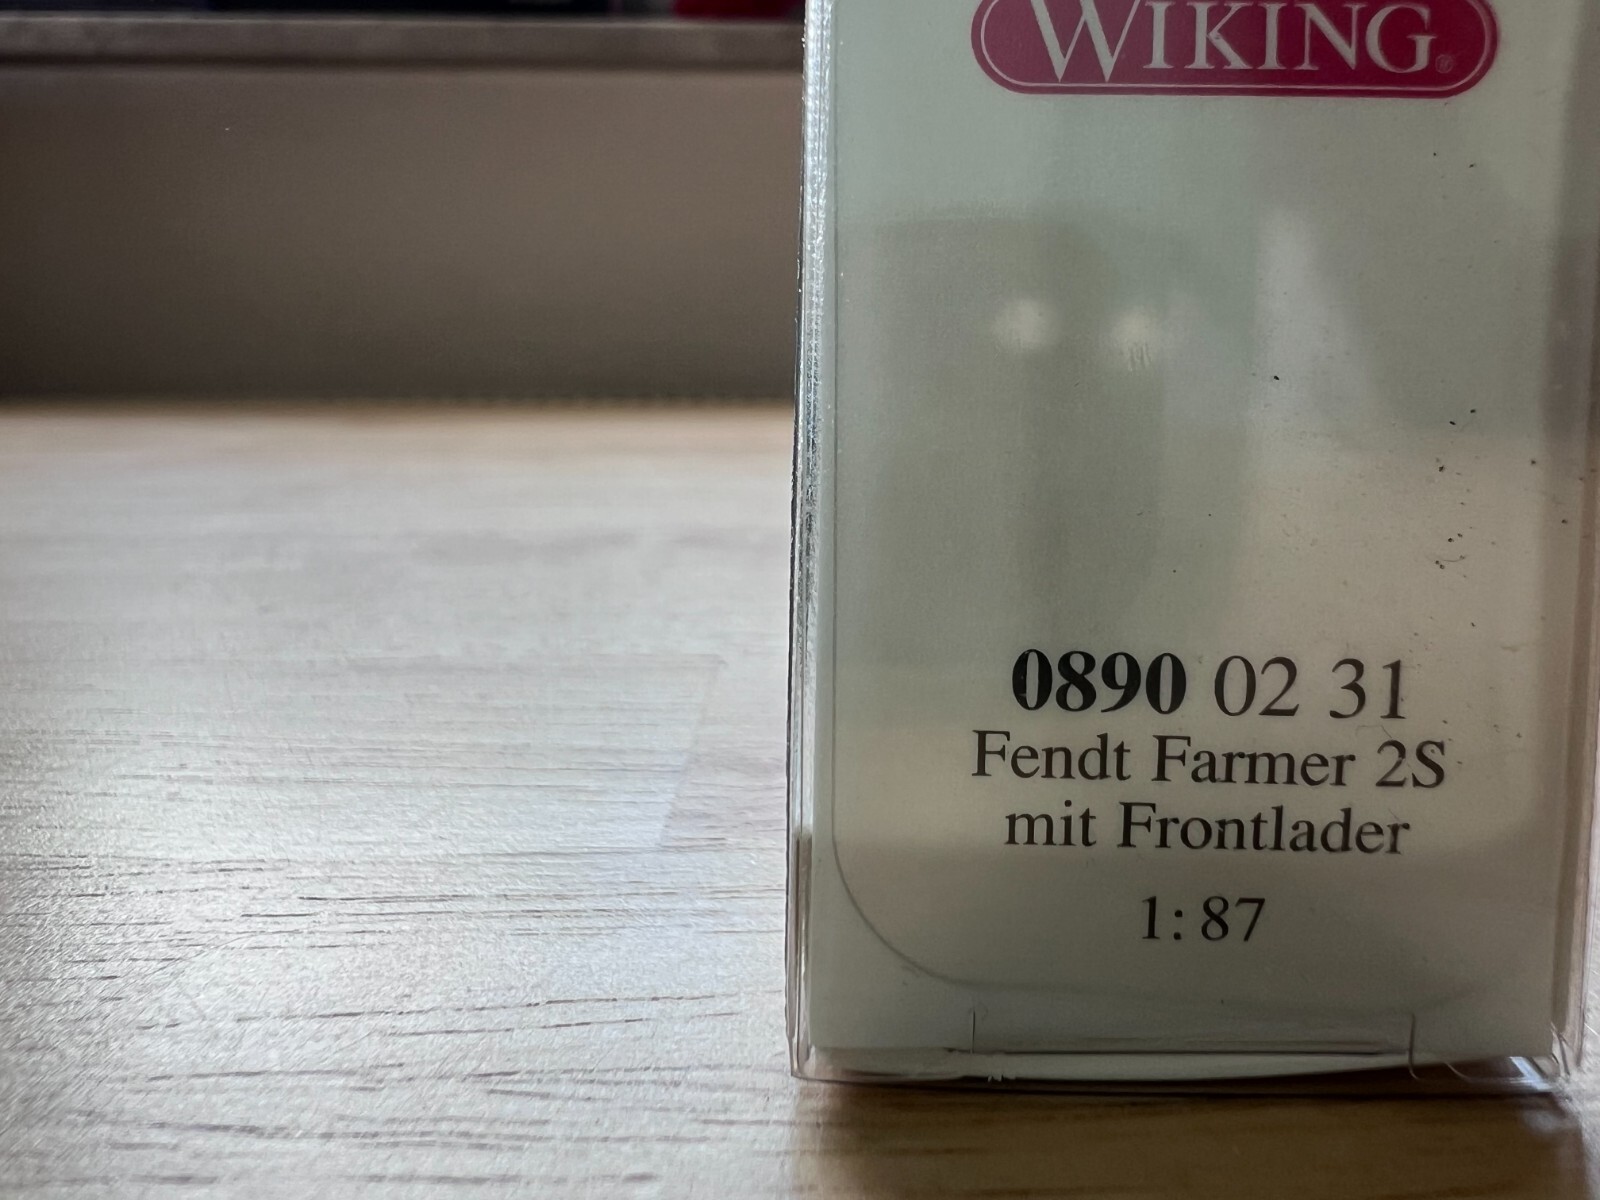 WIKING®
0890 02 31
Fendt Farmer 2S
mit Frontlader
1:87